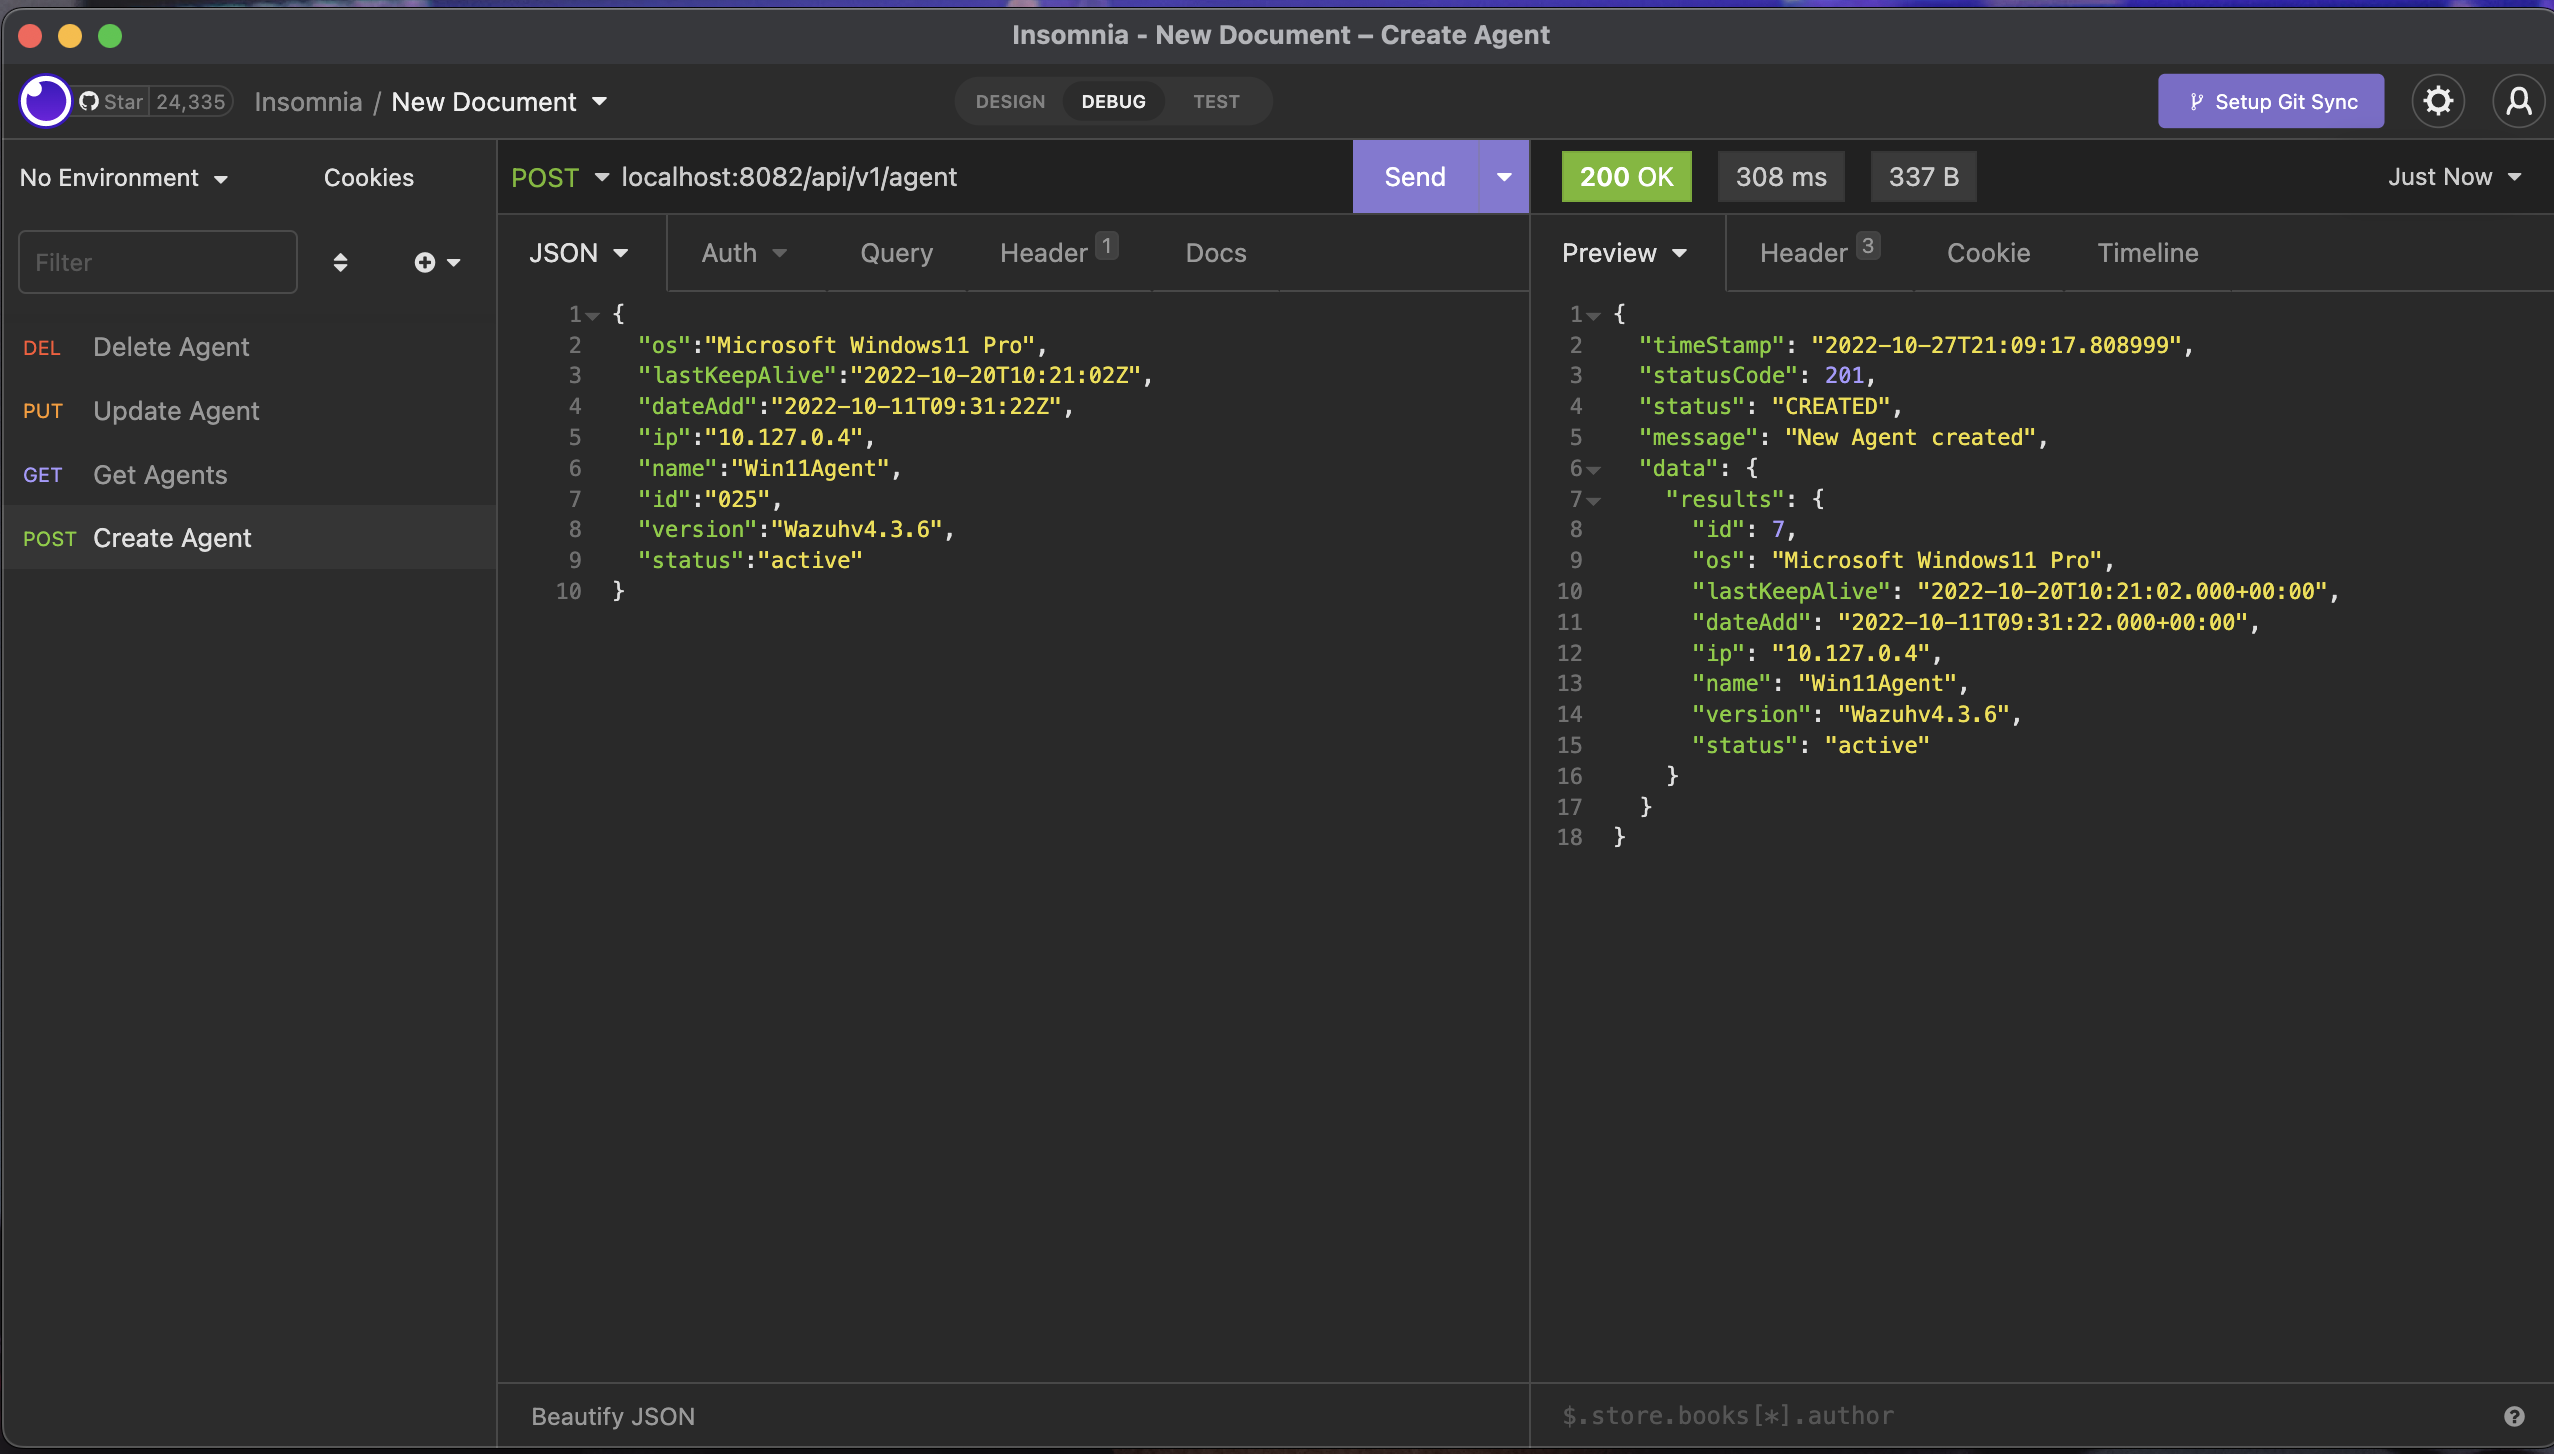 Insomnia - New Document – Create Agent
Star 24,335 Insomnia / New Document
DESIGN DEBUG TEST
Setup Git Sync
No Environment Cookies
Filter
DEL Delete Agent
PUT Update Agent
GET Get Agents
POST Create Agent
POST localhost:8082/api/v1/agent Send
JSON Auth Query Header 1 Docs
1 {
2 "os":"Microsoft Windows11 Pro",
3 "lastKeepAlive":"2022-10-20T10:21:02Z",
4 "dateAdd":"2022-10-11T09:31:22Z",
5 "ip":"10.127.0.4",
6 "name":"Win11Agent",
7 "id":"025",
8 "version":"Wazuhv4.3.6",
9 "status":"active"
10 }
Beautify JSON
200 OK 308 ms 337 B Just Now
Preview Header 3 Cookie Timeline
1 {
2 "timeStamp": "2022-10-27T21:09:17.808999",
3 "statusCode": 201,
4 "status": "CREATED",
5 "message": "New Agent created",
6 "data": {
7 "results": {
8 "id": 7,
9 "os": "Microsoft Windows11 Pro",
10 "lastKeepAlive": "2022-10-20T10:21:02.000+00:00",
11 "dateAdd": "2022-10-11T09:31:22.000+00:00",
12 "ip": "10.127.0.4",
13 "name": "Win11Agent",
14 "version": "Wazuhv4.3.6",
15 "status": "active"
16 }
17 }
18 }
$.store.books[*].author